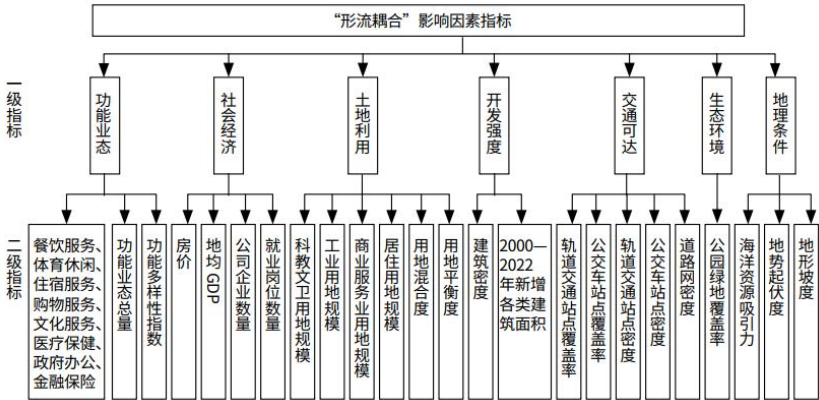 “形流耦合”影响因素指标
一级指标
功能业态
社会经济
土地利用
开发强度
交通可达
生态环境
地理条件
二级指标
餐饮服务、
体育休闲、
住宿服务、
购物服务、
文化服务、
医疗保健、
政府办公、
金融保险
功能业态总量
功能多样性指数
房价
地均 GDP
公司企业数量
就业岗位数量
科教文卫用地规模
工业用地规模
商业服务业用地规模
居住用地规模
用地混合度
用地平衡度
建筑密度
2000—
2022
年新增
各类建
筑面积
轨道交通站点覆盖率
公交车站点覆盖率
轨道交通站点密度
公交车站点密度
道路网密度
公园绿地覆盖率
海洋资源吸引力
地势起伏度
地形坡度